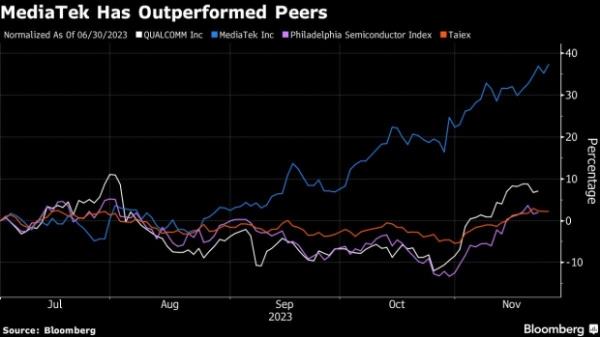 MediaTek Has Outperformed Peers
Normalized As Of 06/30/2023 QUALCOMM Inc MediaTek Inc Philadelphia Semiconductor Index Taiex
40
30
20
10
0
-10
Percentage
Jul Aug Sep Oct Nov
2023
Source: Bloomberg
Bloomberg